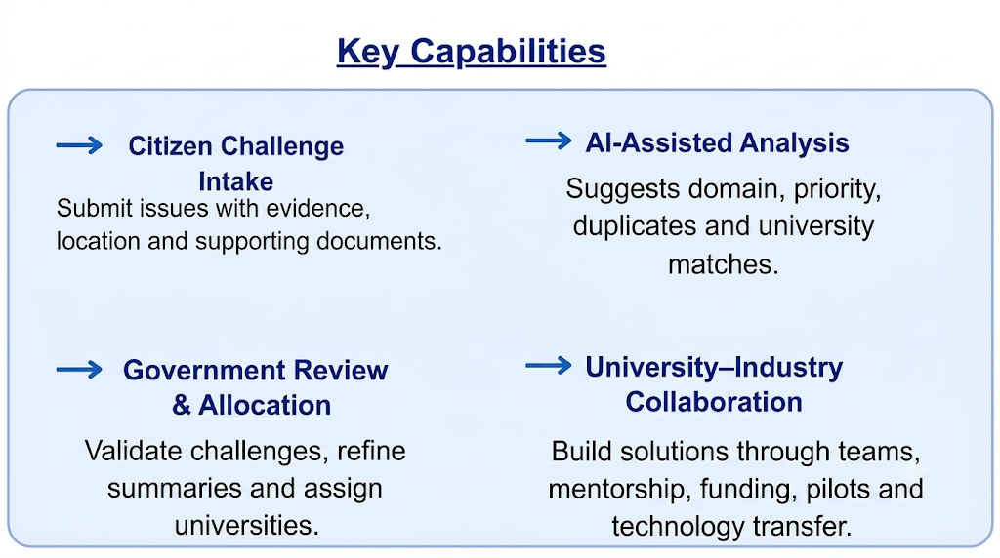 Key Capabilities
Citizen Challenge
Intake
Submit issues with evidence,
location and supporting documents.
AI-Assisted Analysis
Suggests domain, priority,
duplicates and university
matches.
Government Review
& Allocation
Validate challenges, refine
summaries and assign
universities.
University–Industry
Collaboration
Build solutions through teams,
mentorship, funding, pilots and
technology transfer.